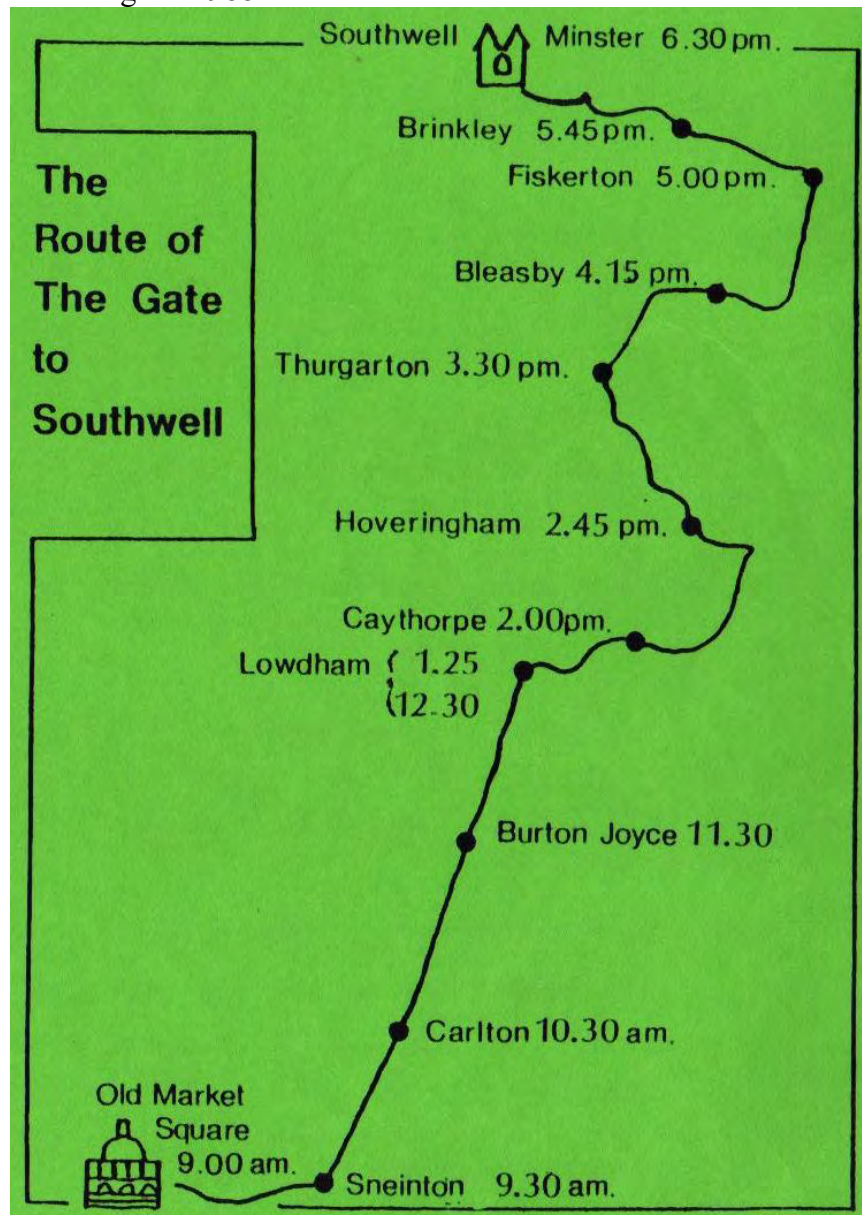 Southwell Minster 6.30 pm.
Brinkley 5.45 pm.
Fiskerton 5.00 pm.
The
Route of
The Gate
to
Southwell
Bleasby 4.15 pm.
Thurgarton 3.30 pm.
Hoveringham 2.45 pm.
Caythorpe 2.00pm.
Lowdham { 1.25
12.30
Burton Joyce 11.30
Carlton 10.30 am.
Old Market
Square
9.00 am.
Sneinton 9.30 am.